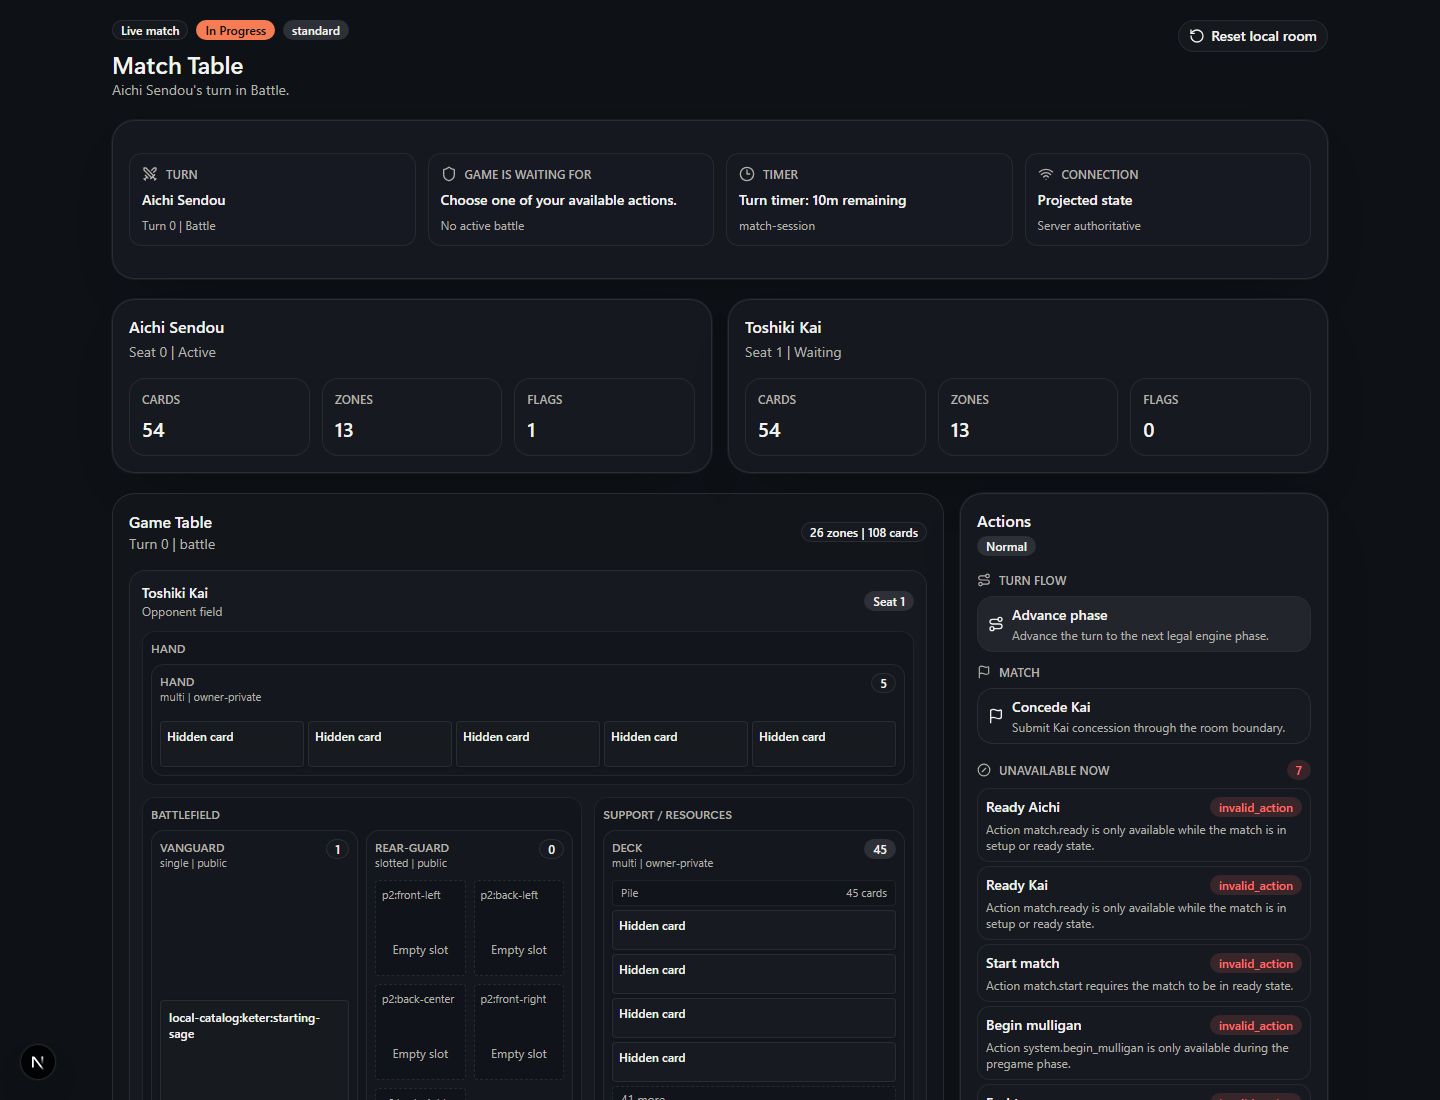 Live match
In Progress
standard
Reset local room
Match Table
Aichi Sendou's turn in Battle.
TURN
Aichi Sendou
Turn 0 | Battle
GAME IS WAITING FOR
Choose one of your available actions.
No active battle
TIMER
Turn timer: 10m remaining
match-session
CONNECTION
Projected state
Server authoritative
Aichi Sendou
Seat 0 | Active
CARDS
54
ZONES
13
FLAGS
1
Toshiki Kai
Seat 1 | Waiting
CARDS
54
ZONES
13
FLAGS
0
Game Table
Turn 0 | battle
26 zones | 108 cards
Toshiki Kai
Opponent field
Seat 1
HAND
HAND
multi | owner-private
5
Hidden card
Hidden card
Hidden card
Hidden card
Hidden card
BATTLEFIELD
VANGUARD
single | public
1
local-catalog:keter:starting-
sage
REAR-GUARD
slotted | public
0
p2:front-left
Empty slot
p2:back-left
Empty slot
p2:back-center
Empty slot
p2:front-right
Empty slot
SUPPORT / RESOURCES
DECK
multi | owner-private
45
Pile
45 cards
Hidden card
Hidden card
Hidden card
Hidden card
41 more
Actions
Normal
TURN FLOW
Advance phase
Advance the turn to the next legal engine phase.
MATCH
Concede Kai
Submit Kai concession through the room boundary.
UNAVAILABLE NOW
7
Ready Aichi
invalid_action
Action match.ready is only available while the match is in
setup or ready state.
Ready Kai
invalid_action
Action match.ready is only available while the match is in
setup or ready state.
Start match
invalid_action
Action match.start requires the match to be in ready state.
Begin mulligan
invalid_action
Action system.begin_mulligan is only available during the
pregame phase.
N